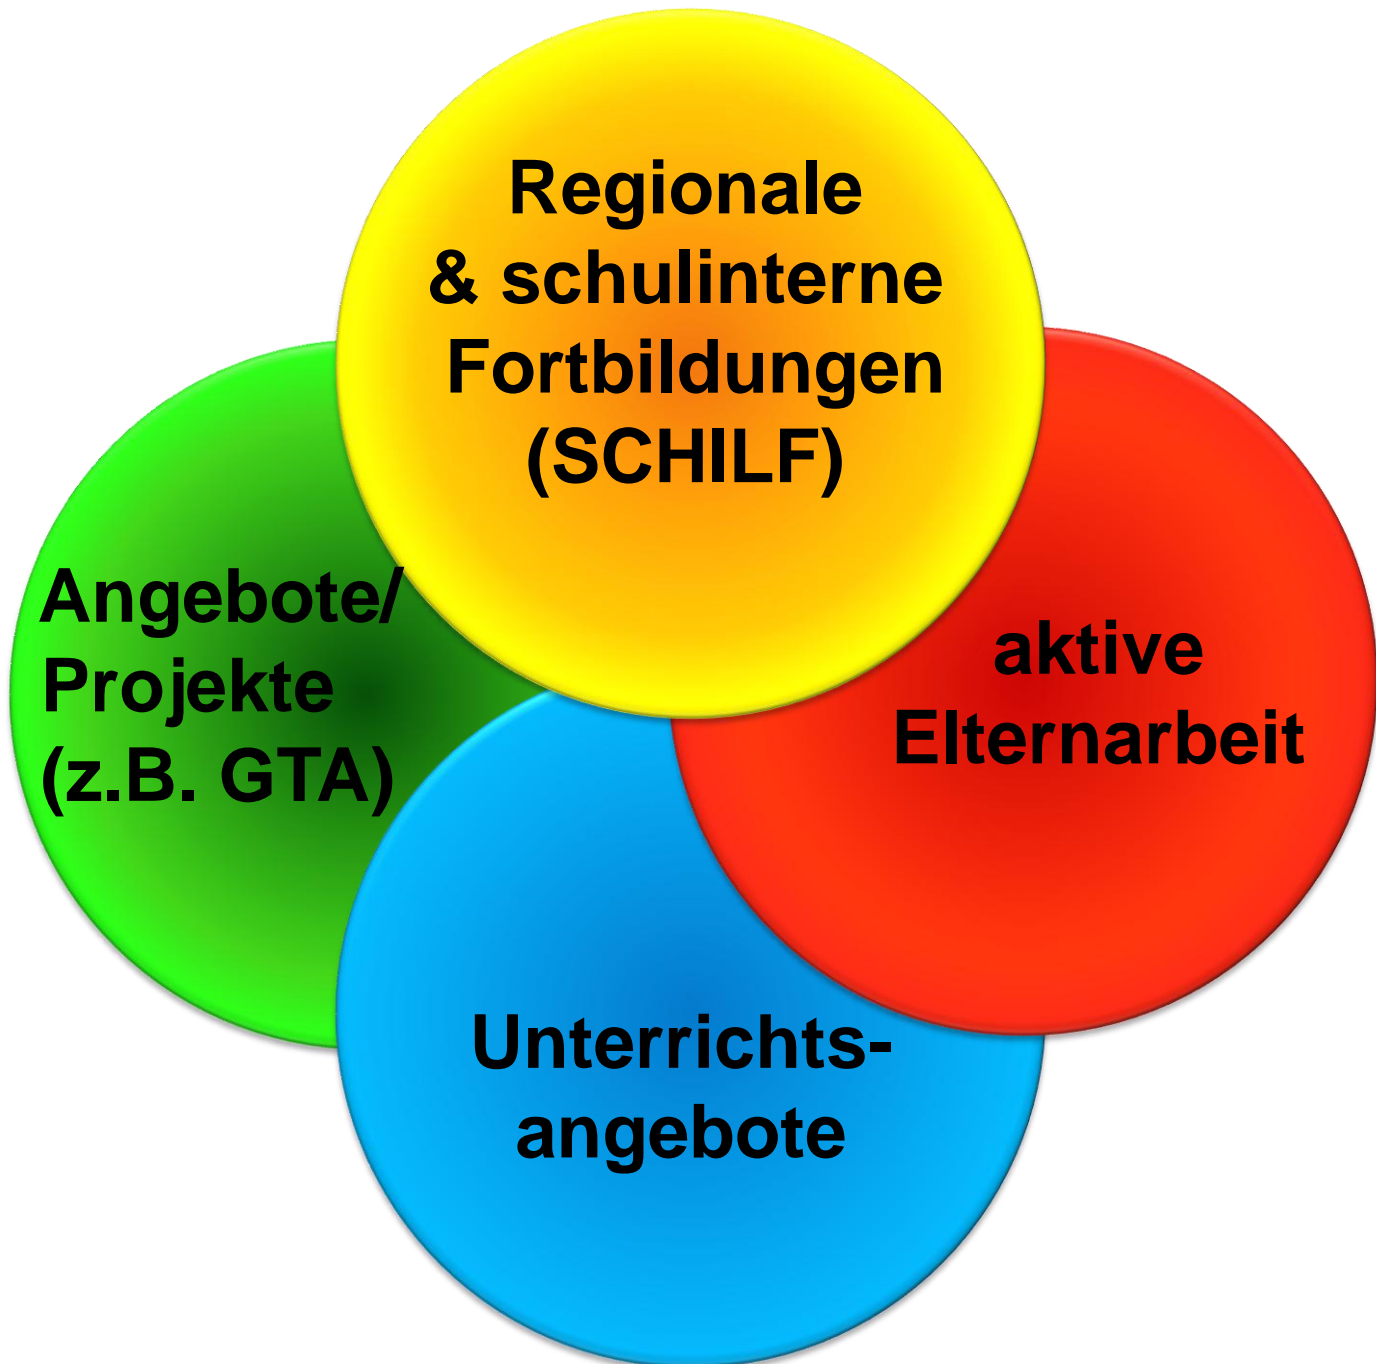 Regionale
& schulinterne
Fortbildungen
(SCHILF)
Angebote/
Projekte
(z.B. GTA)
aktive
Elternarbeit
Unterrichts-
angebote